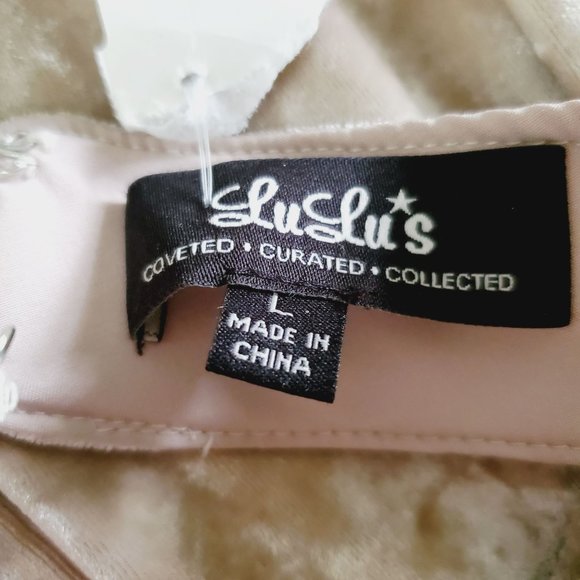 LuLu's
COVETED • CURATED • COLLECTED
L
MADE IN
CHINA